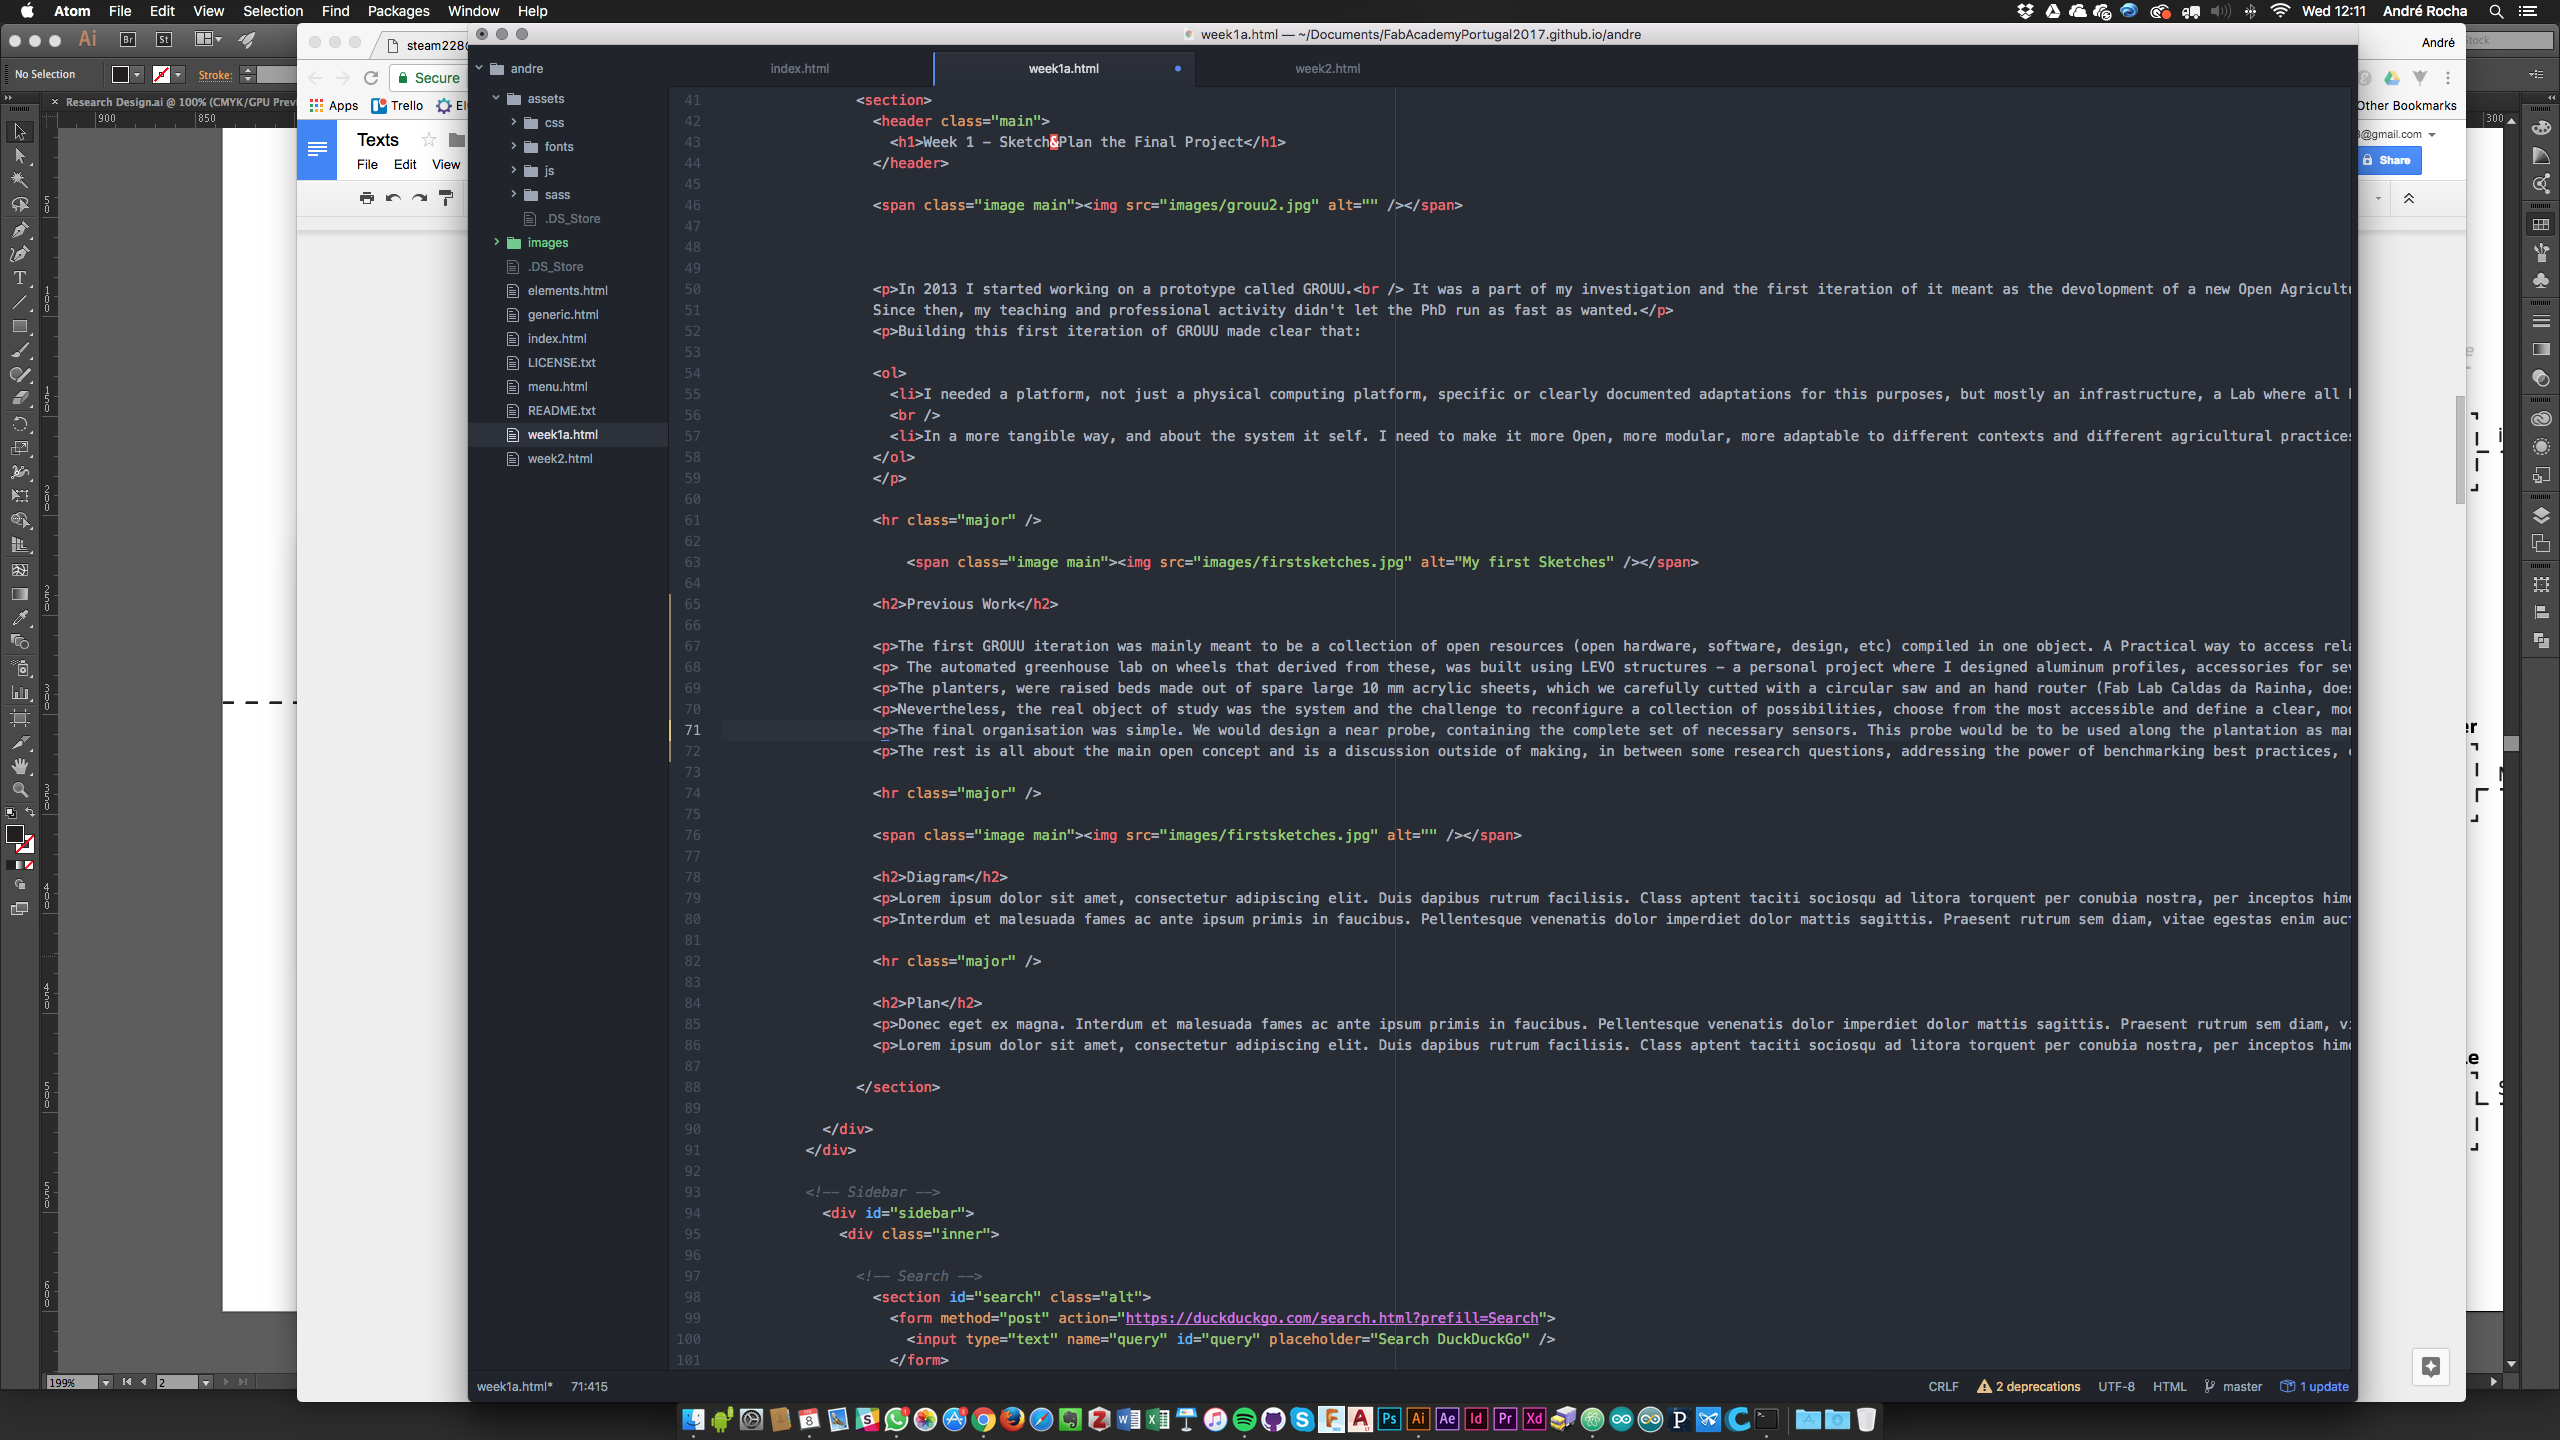 Atom File Edit View Selection Find Packages Window Help
Wed 12:11 André Rocha
Ai Br St
No Selection Stroke:
Research Design.ai @ 100% (CMYK/GPU Previ
900 850
steam228
Secure
Apps Trello
Texts
File Edit View
André
Other Bookmarks
@gmail.com
Share
300
week1a.html — ~/Documents/FabAcademyPortugal2017.github.io/andre
index.html week1a.html week2.html
andre
assets
css
fonts
js
sass
.DS_Store
images
.DS_Store
elements.html
generic.html
index.html
LICENSE.txt
menu.html
README.txt
week1a.html
week2.html
41 <section>
42 <header class="main">
43 <h1>Week 1 - Sketch&Plan the Final Project</h1>
44 </header>
45
46 <span class="image main"><img src="images/grouu2.jpg" alt="" /></span>
47
48
49
50 <p>In 2013 I started working on a prototype called GROUU.<br /> It was a part of my investigation and the first iteration of it meant as the devolopment of a new Open Agricultu
51 Since then, my teaching and professional activity didn't let the PhD run as fast as wanted.</p>
52 <p>Building this first iteration of GROUU made clear that:
53
54 <ol>
55 <li>I needed a platform, not just a physical computing platform, specific or clearly documented adaptations for this purposes, but mostly an infrastructure, a Lab where all
56 <br />
57 <li>In a more tangible way, and about the system it self. I need to make it more Open, more modular, more adaptable to different contexts and different agricultural practices
58 </ol>
59 </p>
60
61 <hr class="major" />
62
63 <span class="image main"><img src="images/firstsketches.jpg" alt="My first Sketches" /></span>
64
65 <h2>Previous Work</h2>
66
67 <p>The first GROUU iteration was mainly meant to be a collection of open resources (open hardware, software, design, etc) compiled in one object. A Practical way to access rela
68 <p> The automated greenhouse lab on wheels that derived from these, was built using LEVO structures - a personal project where I designed aluminum profiles, accessories for sev
69 <p>The planters, were raised beds made out of spare large 10 mm acrylic sheets, which we carefully cutted with a circular saw and an hand router (Fab Lab Caldas da Rainha, does
70 <p>Nevertheless, the real object of study was the system and the challenge to reconfigure a collection of possibilities, choose from the most accessible and define a clear, mod
71 <p>The final organisation was simple. We would design a near probe, containing the complete set of necessary sensors. This probe would be to be used along the plantation as man
72 <p>The rest is all about the main open concept and is a discussion outside of making, in between some research questions, addressing the power of benchmarking best practices,
73
74 <hr class="major" />
75
76 <span class="image main"><img src="images/firstsketches.jpg" alt="" /></span>
77
78 <h2>Diagram</h2>
79 <p>Lorem ipsum dolor sit amet, consectetur adipiscing elit. Duis dapibus rutrum facilisis. Class aptent taciti sociosqu ad litora torquent per conubia nostra, per inceptos hime
80 <p>Interdum et malesuada fames ac ante ipsum primis in faucibus. Pellentesque venenatis dolor imperdiet dolor mattis sagittis. Praesent rutrum sem diam, vitae egestas enim auct
81
82 <hr class="major" />
83
84 <h2>Plan</h2>
85 <p>Donec eget ex magna. Interdum et malesuada fames ac ante ipsum primis in faucibus. Pellentesque venenatis dolor imperdiet dolor mattis sagittis. Praesent rutrum sem diam, vi
86 <p>Lorem ipsum dolor sit amet, consectetur adipiscing elit. Duis dapibus rutrum facilisis. Class aptent taciti sociosqu ad litora torquent per conubia nostra, per inceptos hime
87
88 </section>
89
90 </div>
91 </div>
92
93 <!-- Sidebar -->
94 <div id="sidebar">
95 <div class="inner">
96
97 <!-- Search -->
98 <section id="search" class="alt">
99 <form method="post" action="https://duckduckgo.com/search.html?prefill=Search">
100 <input type="text" name="query" id="query" placeholder="Search DuckDuckGo" />
101 </form>
199% 2
week1a.html* 71:415
CRLF 2 deprecations UTF-8 HTML master 1 update